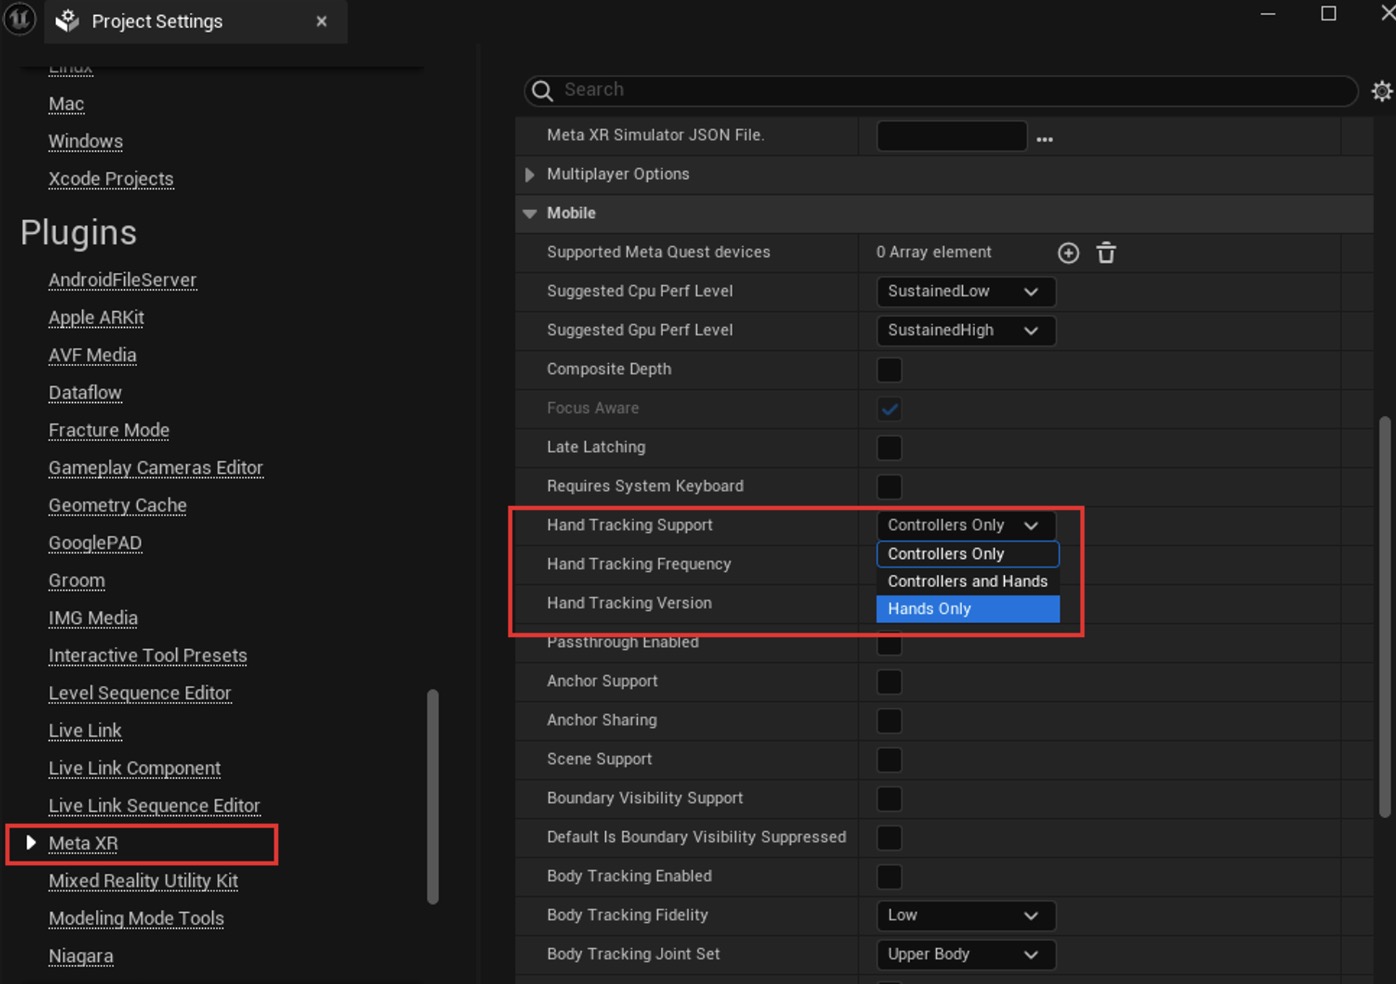 Project Settings
Linux
Mac
Windows
Xcode Projects
Plugins
AndroidFileServer
Apple ARKit
AVF Media
Dataflow
Fracture Mode
Gameplay Cameras Editor
Geometry Cache
GooglePAD
Groom
IMG Media
Interactive Tool Presets
Level Sequence Editor
Live Link
Live Link Component
Live Link Sequence Editor
Meta XR
Mixed Reality Utility Kit
Modeling Mode Tools
Niagara
Search
Meta XR Simulator JSON File.
Multiplayer Options
Mobile
Supported Meta Quest devices 0 Array element
Suggested Cpu Perf Level SustainedLow
Suggested Gpu Perf Level SustainedHigh
Composite Depth
Focus Aware
Late Latching
Requires System Keyboard
Hand Tracking Support Controllers Only
Controllers Only
Hand Tracking Frequency
Controllers and Hands
Hand Tracking Version
Hands Only
Passthrough Enabled
Anchor Support
Anchor Sharing
Scene Support
Boundary Visibility Support
Default Is Boundary Visibility Suppressed
Body Tracking Enabled
Body Tracking Fidelity Low
Body Tracking Joint Set Upper Body